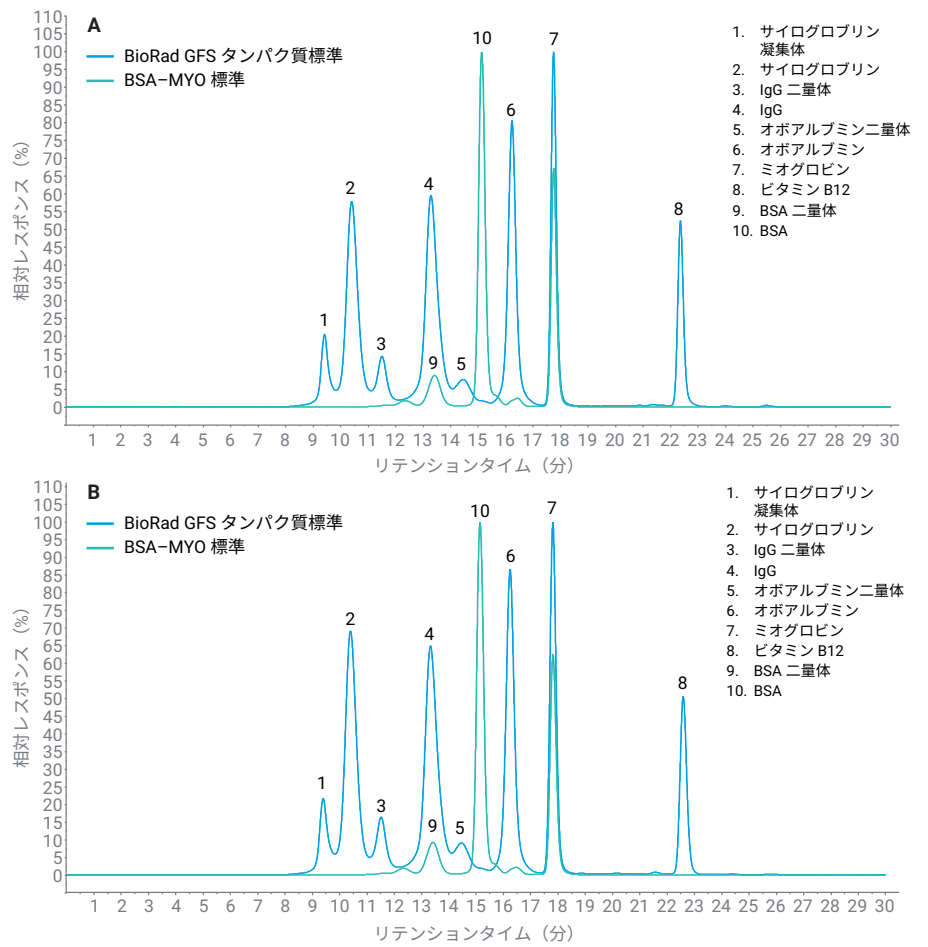 A
BioRad GFS タンパク質標準
BSA–MYO 標準
110
105
100
95
90
85
80
75
70
65
60
55
50
45
40
35
30
25
20
15
10
5
0
相対レスポンス（%）
1
2
3
4
9
5
10
6
7
8
1. サイログロブリン
凝集体
2. サイログロブリン
3. IgG 二量体
4. IgG
5. オボアルブミン二量体
6. オボアルブミン
7. ミオグロビン
8. ビタミン B12
9. BSA 二量体
10. BSA
1 2 3 4 5 6 7 8 9 10 11 12 13 14 15 16 17 18 19 20 21 22 23 24 25 26 27 28 29 30
リテンションタイム（分）
B
BioRad GFS タンパク質標準
BSA–MYO 標準
110
105
100
95
90
85
80
75
70
65
60
55
50
45
40
35
30
25
20
15
10
5
0
相対レスポンス（%）
1
2
3
4
9
5
10
6
7
8
1. サイログロブリン
凝集体
2. サイログロブリン
3. IgG 二量体
4. IgG
5. オボアルブミン二量体
6. オボアルブミン
7. ミオグロビン
8. ビタミン B12
9. BSA 二量体
10. BSA
1 2 3 4 5 6 7 8 9 10 11 12 13 14 15 16 17 18 19 20 21 22 23 24 25 26 27 28 29 30
リテンションタイム（分）